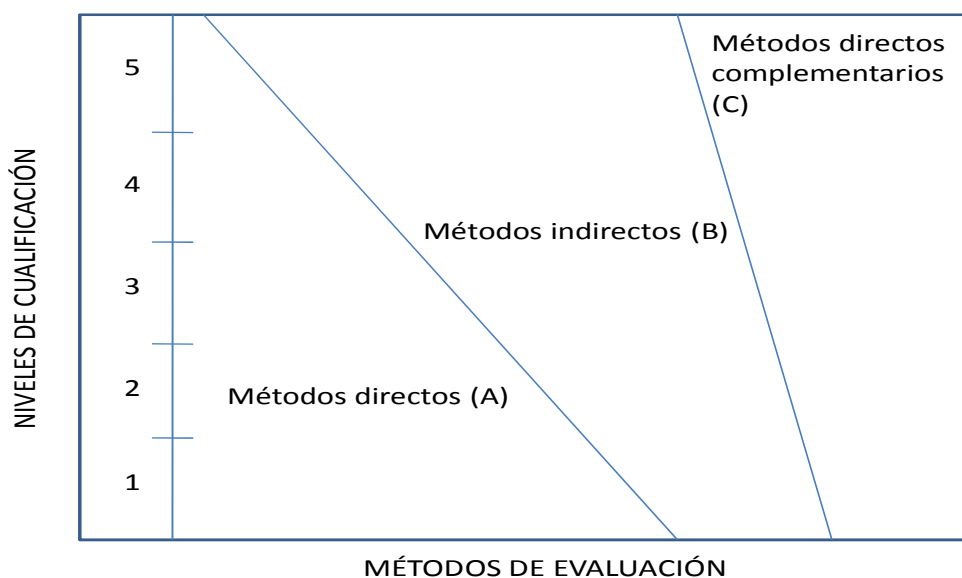 NIVELES DE CUALIFICACIÓN
5
4
3
2
1
Métodos directos
complementarios
(C)
Métodos indirectos (B)
Métodos directos (A)
MÉTODOS DE EVALUACIÓN